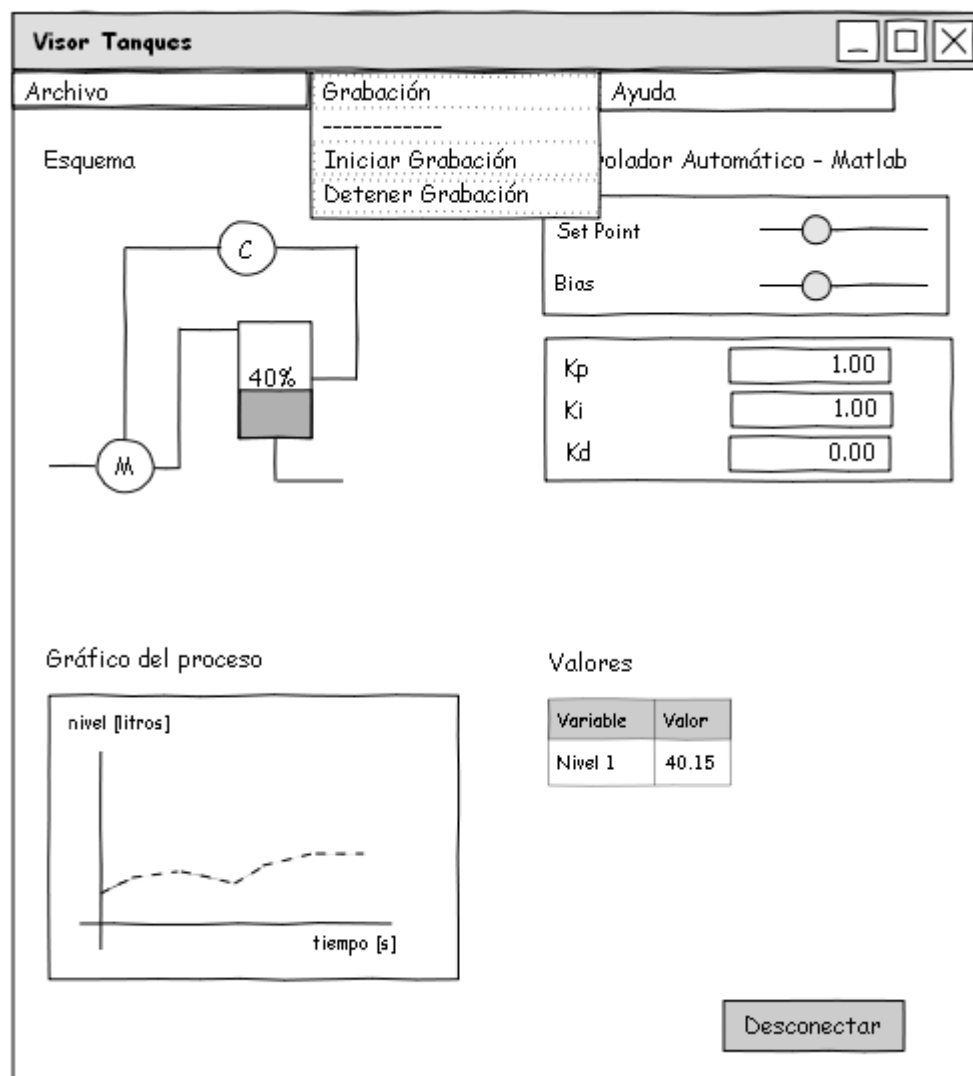 Visor Tanques
Archivo
Grabación
Ayuda
------------
Iniciar Grabación
Detener Grabación
Esquema
rolador Automático - Matlab
Set Point
Bias
C
40%
M
Kp 1.00
Ki 1.00
Kd 0.00
Gráfico del proceso
nivel [litros]
tiempo [s]
Valores
Variable Valor
Nivel 1 40.15
Desconectar